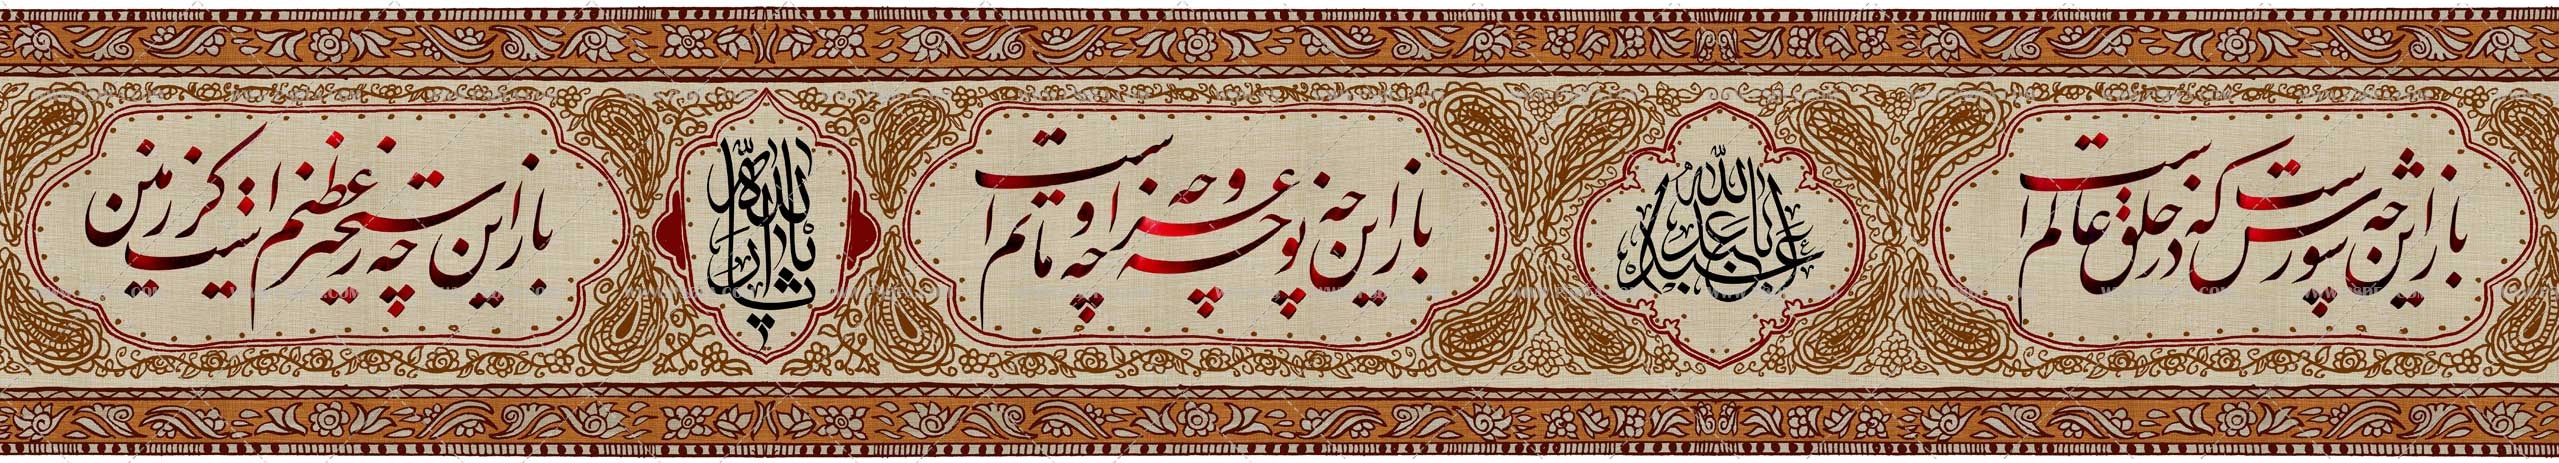 باز این چه شورش است که در خلق عالم است
یا اباعبدالله
باز این چه نوحه و چه عزا و چه ماتم است
یا ثارالله
باز این چه رستخیز عظیم است کز زمین